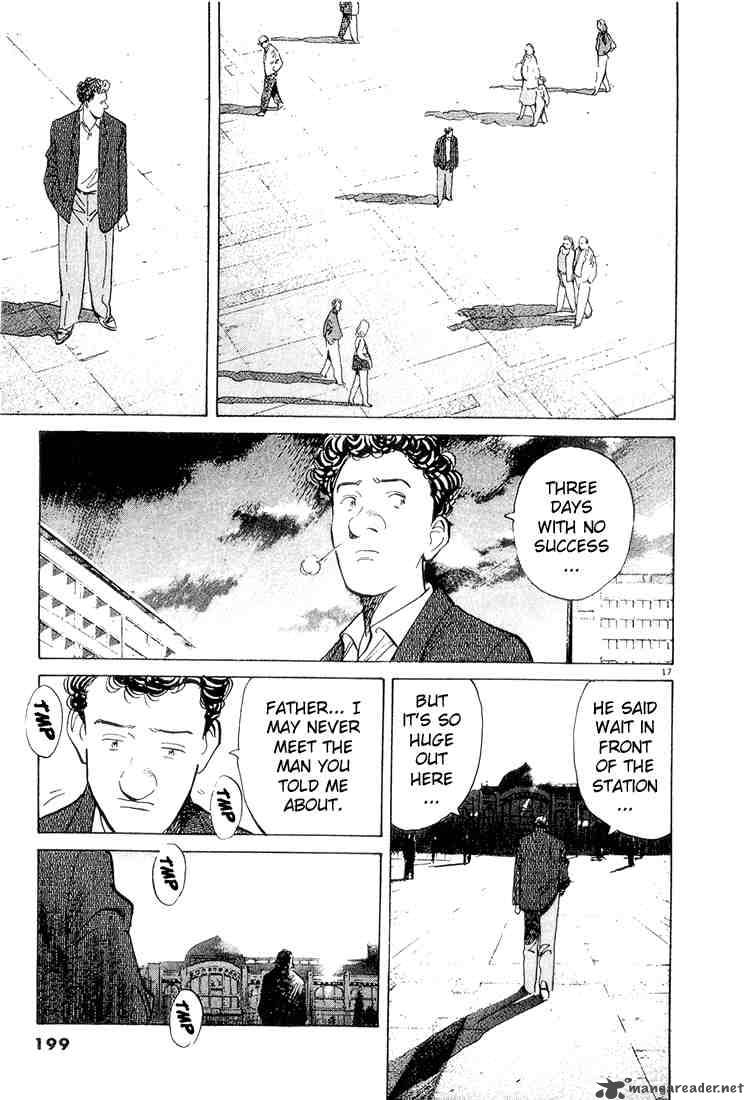 THREE
DAYS
WITH NO
SUCCESS
...
17
HE SAID
WAIT IN
FRONT
OF THE
STATION
...
BUT
IT'S SO
HUGE
OUT
HERE
...
FATHER... I
MAY NEVER
MEET THE
MAN YOU
TOLD ME
ABOUT.
TMP
TMP
TMP
TMP
199
mangareader.net